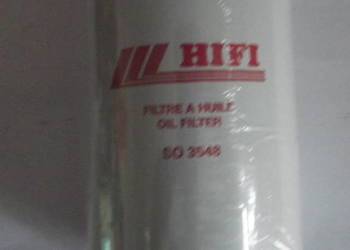 HIFI
FILTRE A HUILE
OIL FILTER
SO 3548